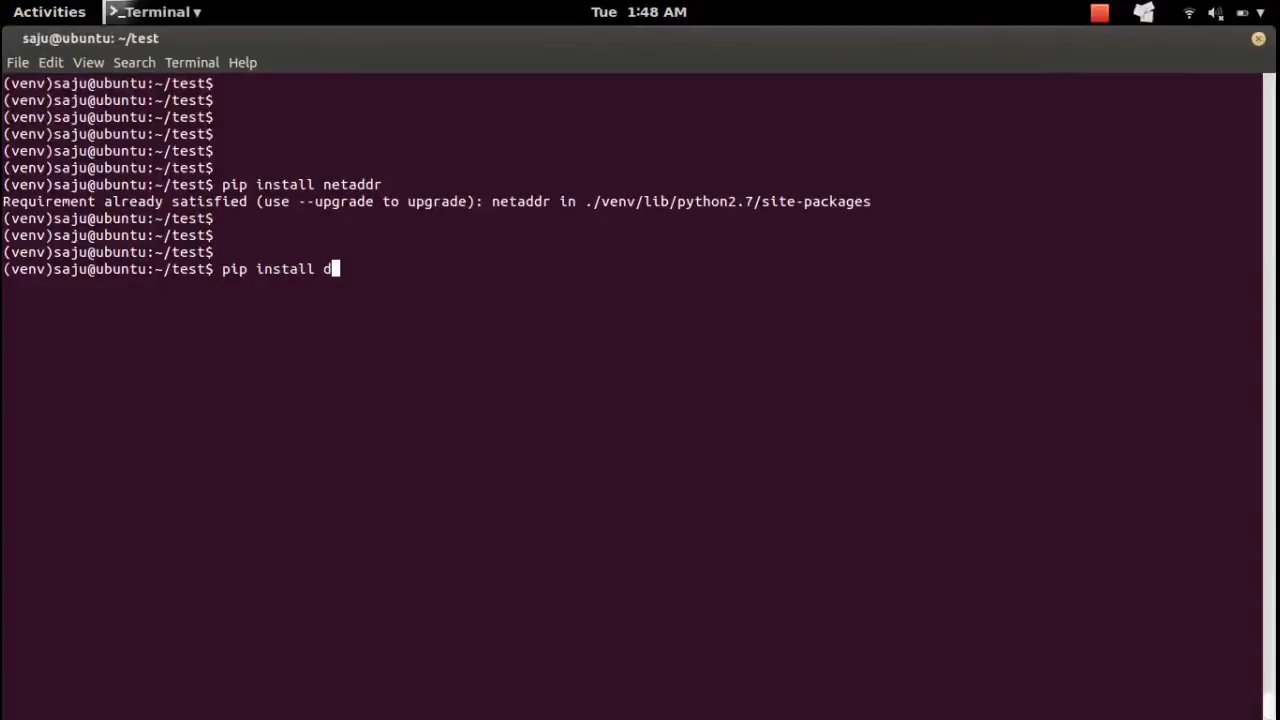 Activities
>_Terminal ▾
Tue 1:48 AM
saju@ubuntu: ~/test
File Edit View Search Terminal Help
(venv)saju@ubuntu:~/test$
(venv)saju@ubuntu:~/test$
(venv)saju@ubuntu:~/test$
(venv)saju@ubuntu:~/test$
(venv)saju@ubuntu:~/test$
(venv)saju@ubuntu:~/test$
(venv)saju@ubuntu:~/test$ pip install netaddr
Requirement already satisfied (use --upgrade to upgrade): netaddr in ./venv/lib/python2.7/site-packages
(venv)saju@ubuntu:~/test$
(venv)saju@ubuntu:~/test$
(venv)saju@ubuntu:~/test$
(venv)saju@ubuntu:~/test$ pip install d